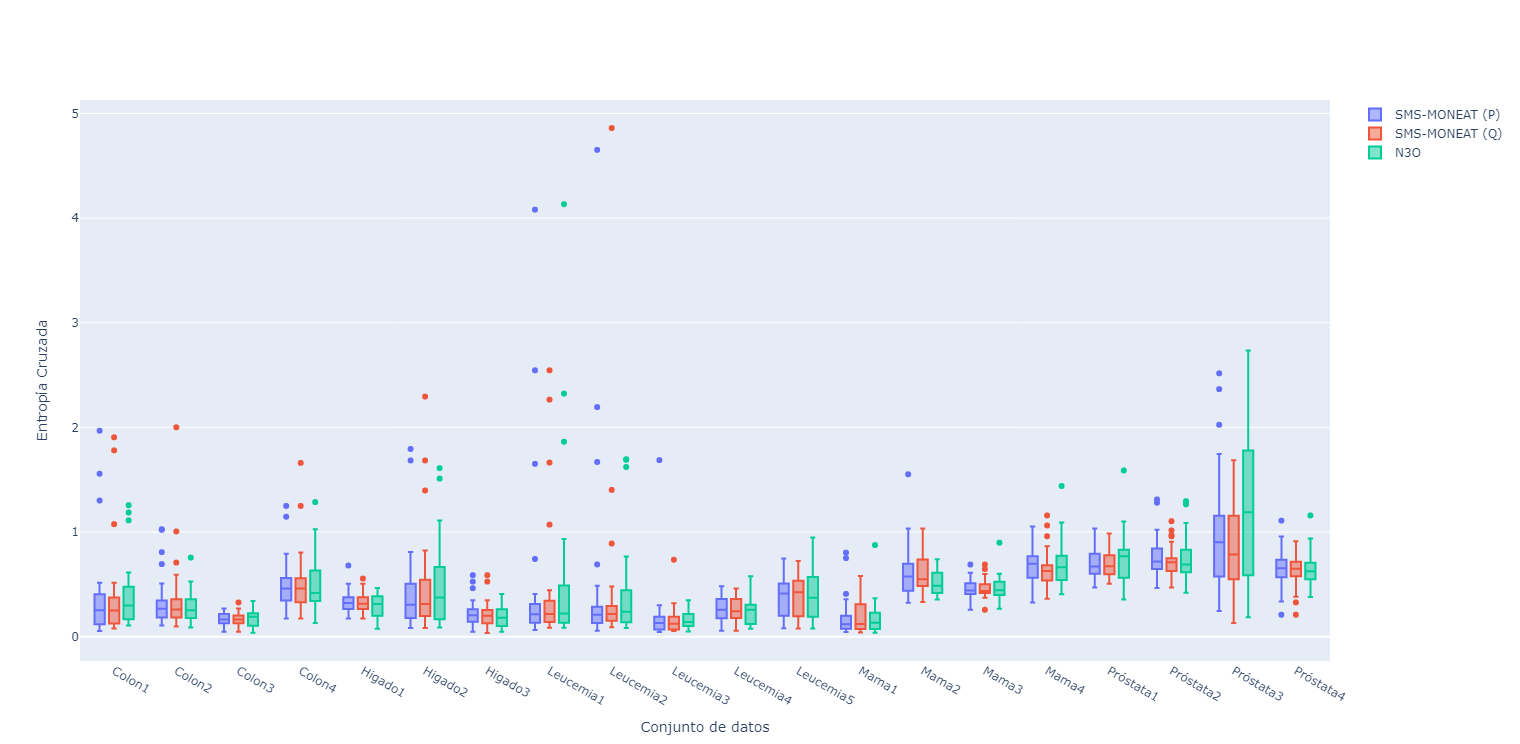 5
4
3
2
1
0
Entropía Cruzada
Colon1
Colon2
Colon3
Colon4
Higado1
Higado2
Higado3
Leucemia1
Leucemia2
Leucemia3
Leucemia4
Leucemia5
Mama1
Mama2
Mama3
Mama4
Próstata1
Próstata2
Próstata3
Próstata4
Conjunto de datos
SMS-MONEAT (P)
SMS-MONEAT (Q)
N3O